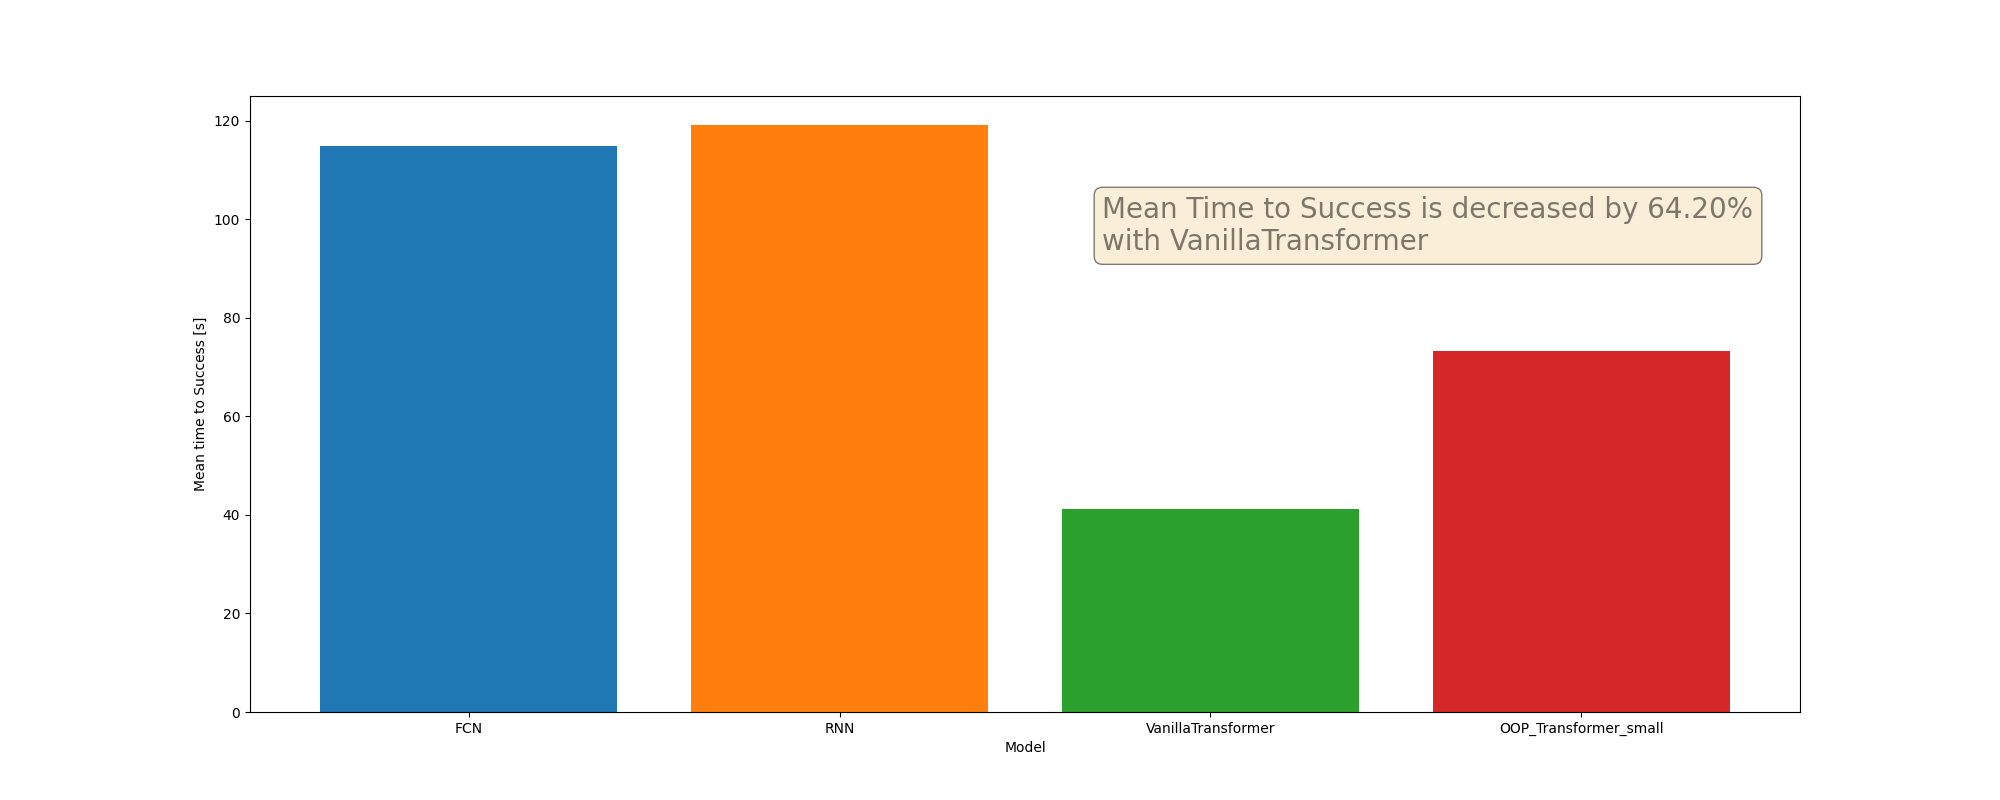 120
100
80
60
40
20
0
Mean time to Success [s]
Mean Time to Success is decreased by 64.20%
with VanillaTransformer
FCN
RNN
VanillaTransformer
OOP_Transformer_small
Model